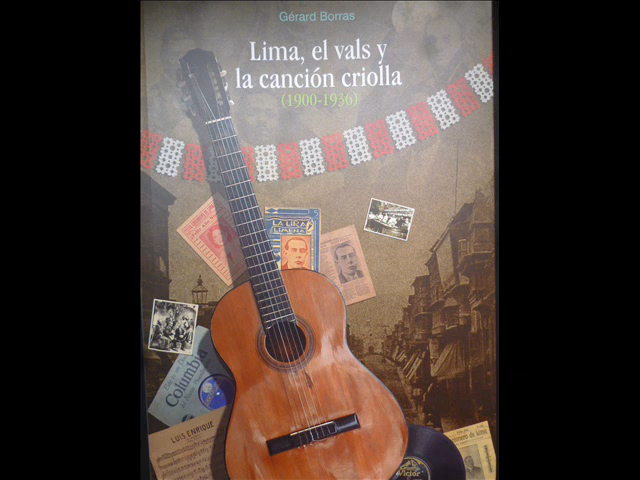 Gérard Borras
Lima, el vals y
la canción criolla
(1900-1936)
LA LIRA
LIMEÑA
Columbia
LUIS ENRIQUE
Victor